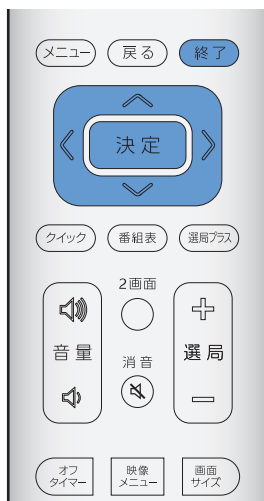 メニュー
戻る
終了
決定
クイック
番組表
選局プラス
2画面
音量
消音
選局
オフ
タイマー
映像
メニュー
画面
サイズ